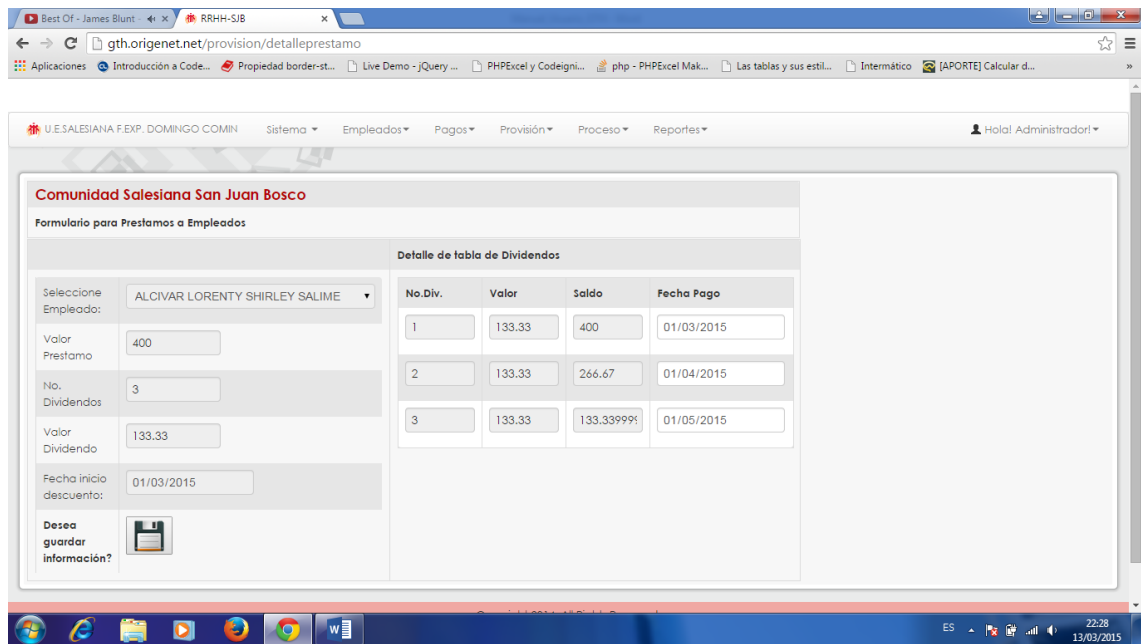 Best Of - James Blunt -
RRHH-SJB
gth.origenet.net/provision/detalleprestamo
Aplicaciones
Introducción a Code...
Propiedad border-st...
Live Demo - jQuery ...
PHPExcel y Codeigni...
php - PHPExcel Mak...
Las tablas y sus estil...
Intermático
[APORTE] Calcular d...
»
U.E.SALESIANA F.EXP. DOMINGO COMIN
Sistema
Empleados
Pagos
Provisión
Proceso
Reportes
Hola! Administrador!
Comunidad Salesiana San Juan Bosco
Formulario para Prestamos a Empleados
Detalle de tabla de Dividendos
Seleccione Empleado:
ALCIVAR LORENTY SHIRLEY SALIME
Valor Prestamo
400
No. Dividendos
3
Valor Dividendo
133.33
Fecha inicio descuento:
01/03/2015
Desea guardar información?
No.Div. Valor Saldo Fecha Pago
1 133.33 400 01/03/2015
2 133.33 266.67 01/04/2015
3 133.33 133.339999 01/05/2015
ES
22:28
13/03/2015